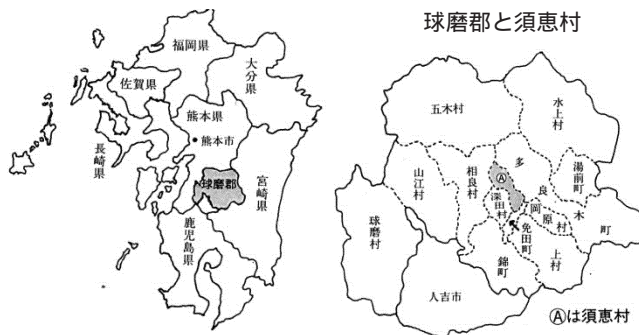 球磨郡と須恵村
福岡県
佐賀県
大分県
長崎県
熊本県
熊本市
球磨郡
宮崎県
鹿児島県
五木村
水上村
山江村
相良村
多良木町
湯前町
Ⓐ
深田村
岡原村
免田町
球磨村
錦町
上村
人吉市
Ⓐは須恵村